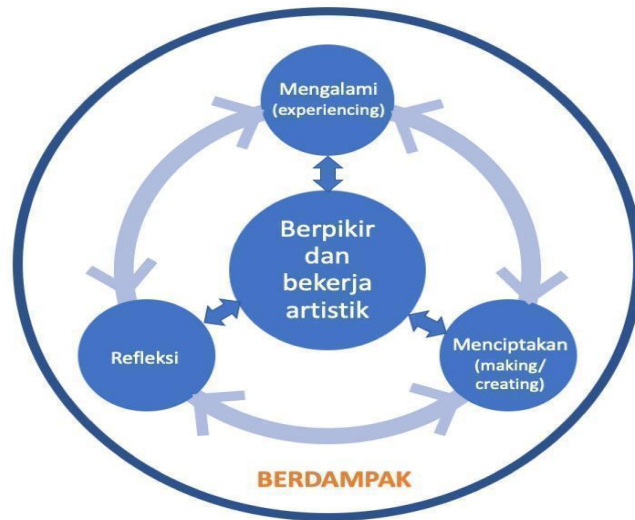 Mengalami
(experiencing)
Berpikir
dan
bekerja
artistik
Refleksi
Menciptakan
(making/
creating)
BERDAMPAK